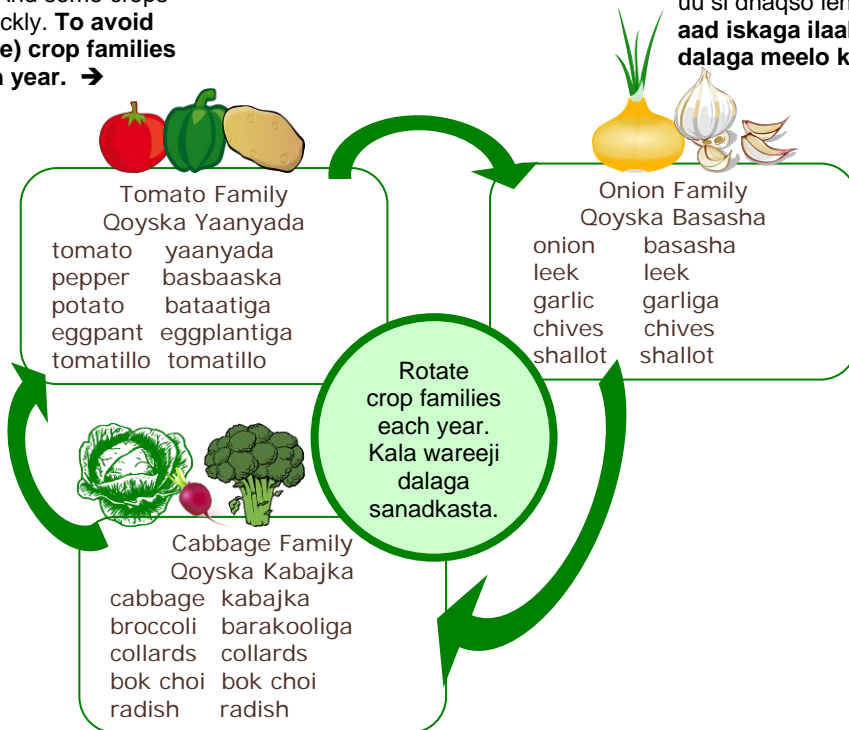 ckly. To avoid
e) crop families
h year. →
uu si dhaqso
aad iskaga
dalaga meelo
Tomato Family
Qoyska Yaanyada
tomato yaanyada
pepper basbaaska
potato bataatiga
eggpant eggplantiga
tomatillo tomatillo
Onion Family
Qoyska Basasha
onion basasha
leek leek
garlic garliga
chives chives
shallot shallot
Rotate
crop families
each year.
Kala wareeji
dalaga
sanadkasta.
Cabbage Family
Qoyska Kabajka
cabbage kabajka
broccoli barakooliga
collards collards
bok choi bok choi
radish radish